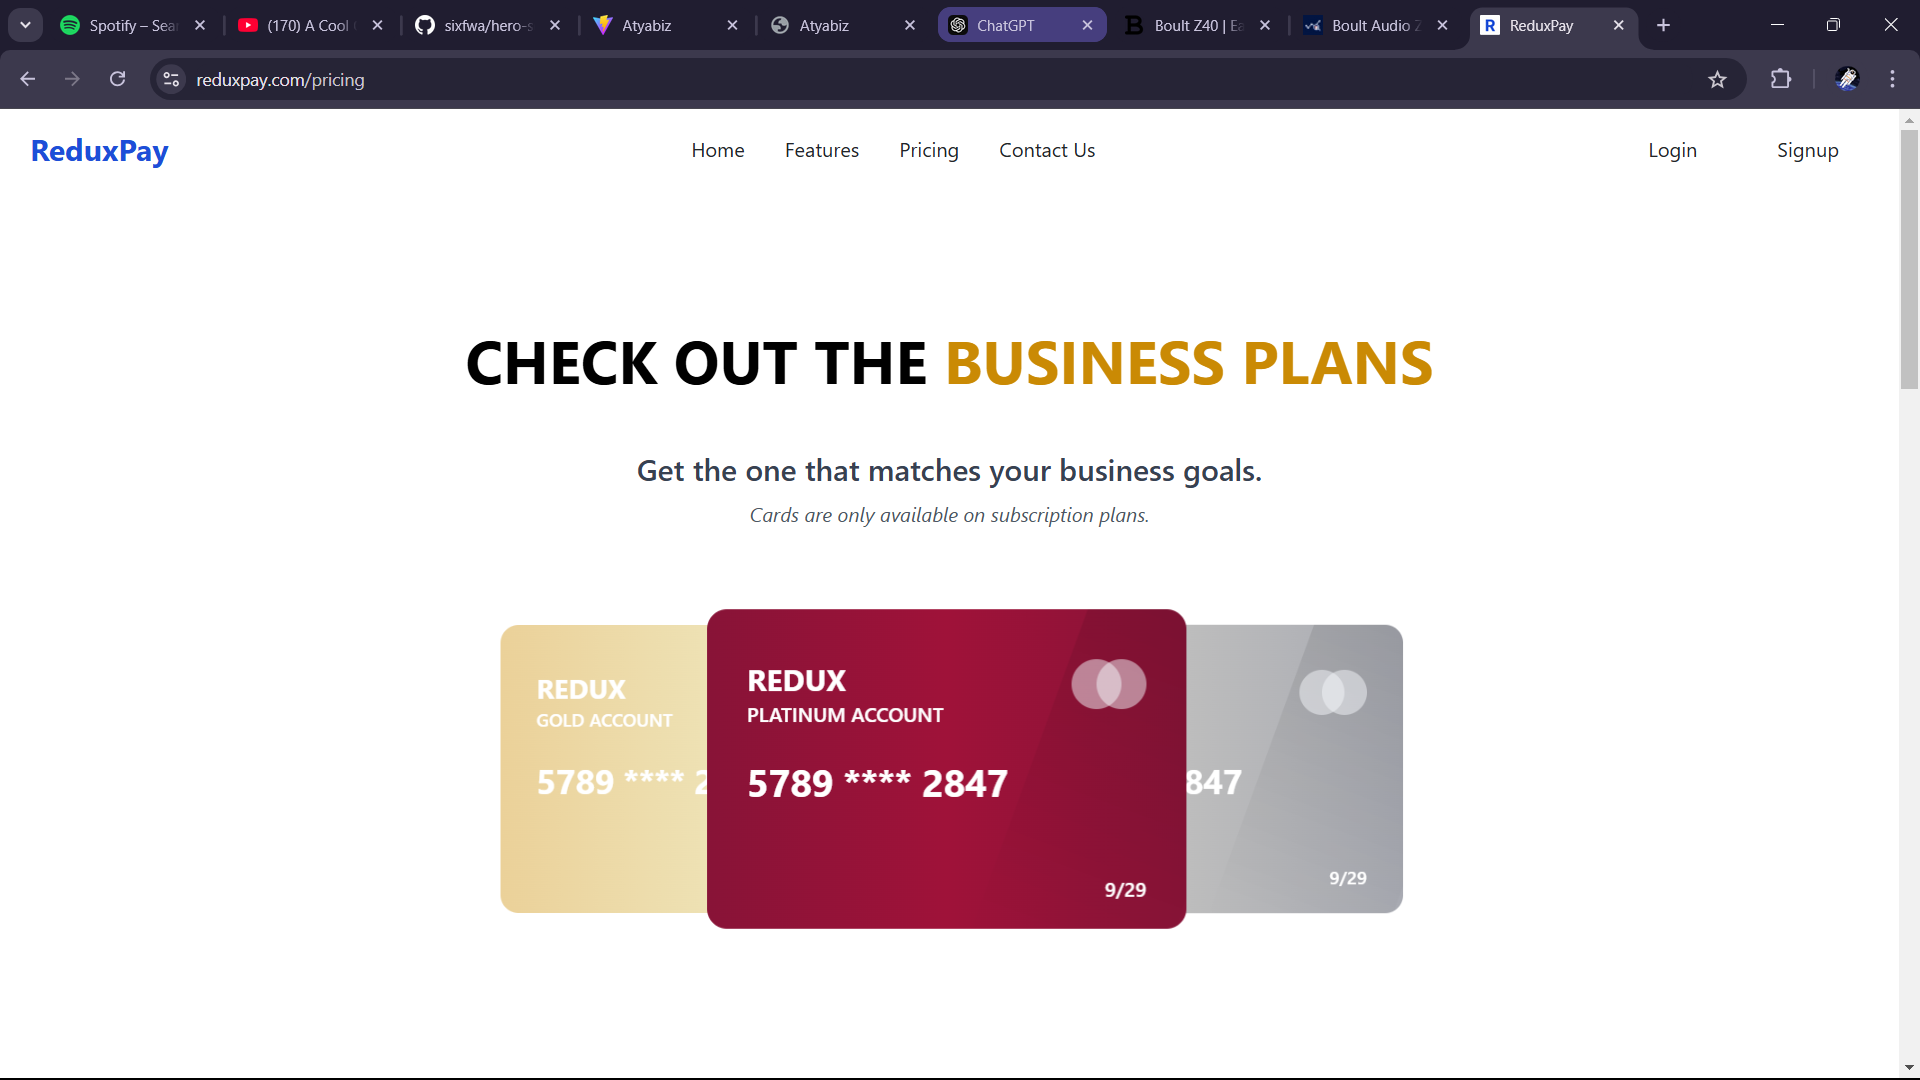 Spotify – Sear
(170) A Cool
sixfwa/hero-s
Atyabiz
Atyabiz
ChatGPT
Boult Z40 | Ea
Boult Audio Z
R ReduxPay
reduxpay.com/pricing
ReduxPay
Home
Features
Pricing
Contact Us
Login
Signup
CHECK OUT THE BUSINESS PLANS
Get the one that matches your business goals.
Cards are only available on subscription plans.
REDUX
GOLD ACCOUNT
5789 **** 2
REDUX
PLATINUM ACCOUNT
5789 **** 2847
9/29
847
9/29